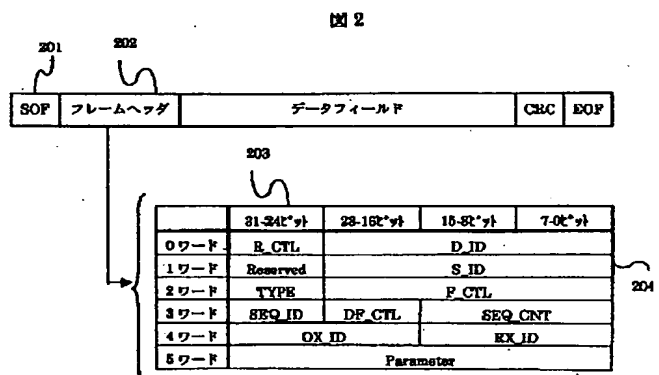 図 2
201 202
SOF フレームヘッダ データフィールド CRC EOF
203
31-24ビット 23-16ビット 15-8ビット 7-0ビット
0ワード R_CTL D_ID
1ワード Reserved S_ID
204
2ワード TYPE F_CTL
3ワード SEQ_ID DF_CTL SEQ_CNT
4ワード OX_ID RX_ID
5ワード Parameter